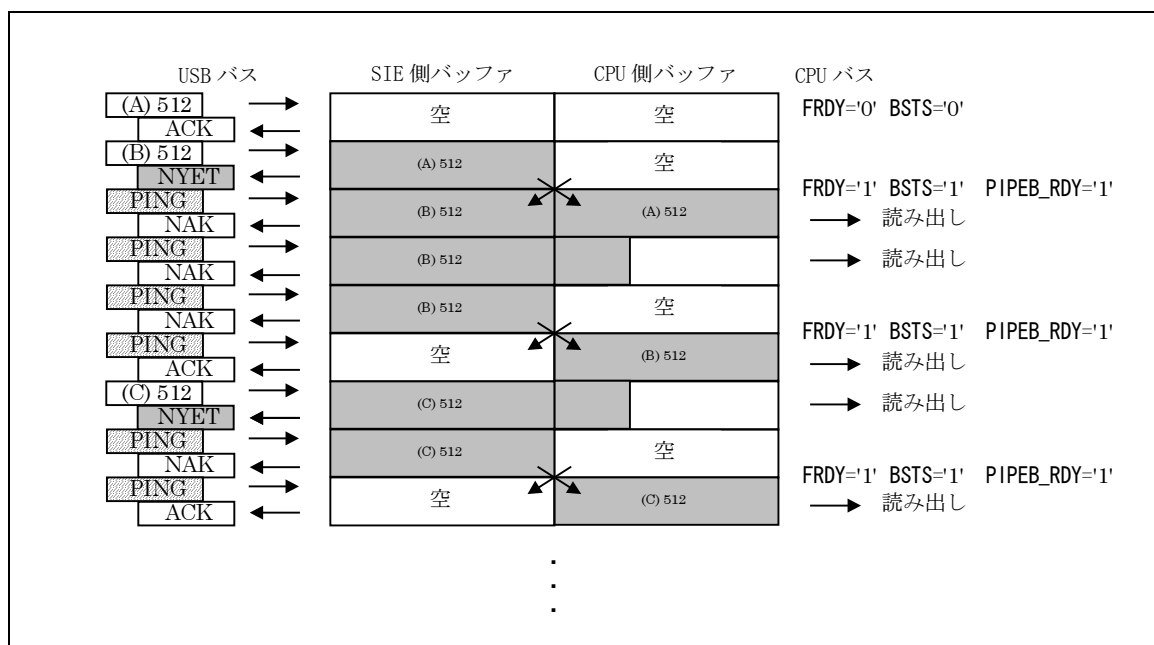 USB バス SIE 側バッファ CPU 側バッファ CPU バス
(A) 512 空 空 FRDY='0' BSTS='0'
ACK
(B) 512 (A) 512 空
NYET FRDY='1' BSTS='1' PIPEB_RDY='1'
PING (B) 512 (A) 512 読み出し
NAK
PING (B) 512 読み出し
NAK
PING (B) 512 空
NAK FRDY='1' BSTS='1' PIPEB_RDY='1'
PING 空 (B) 512 読み出し
ACK
(C) 512 (C) 512 読み出し
NYET
PING (C) 512 空
NAK FRDY='1' BSTS='1' PIPEB_RDY='1'
PING 空 (C) 512 読み出し
ACK